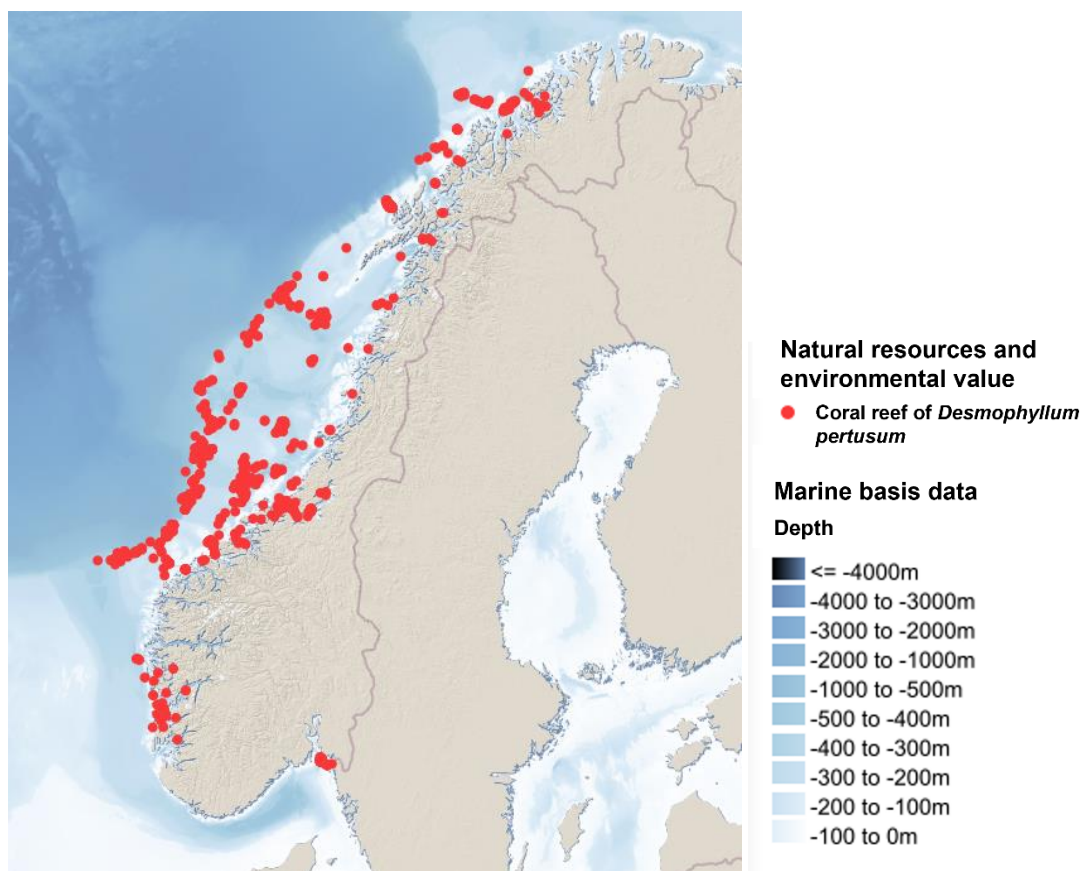 Natural resources and
environmental value
Coral reef of Desmophyllum
pertusum
Marine basis data
Depth
<= -4000m
-4000 to -3000m
-3000 to -2000m
-2000 to -1000m
-1000 to -500m
-500 to -400m
-400 to -300m
-300 to -200m
-200 to -100m
-100 to 0m